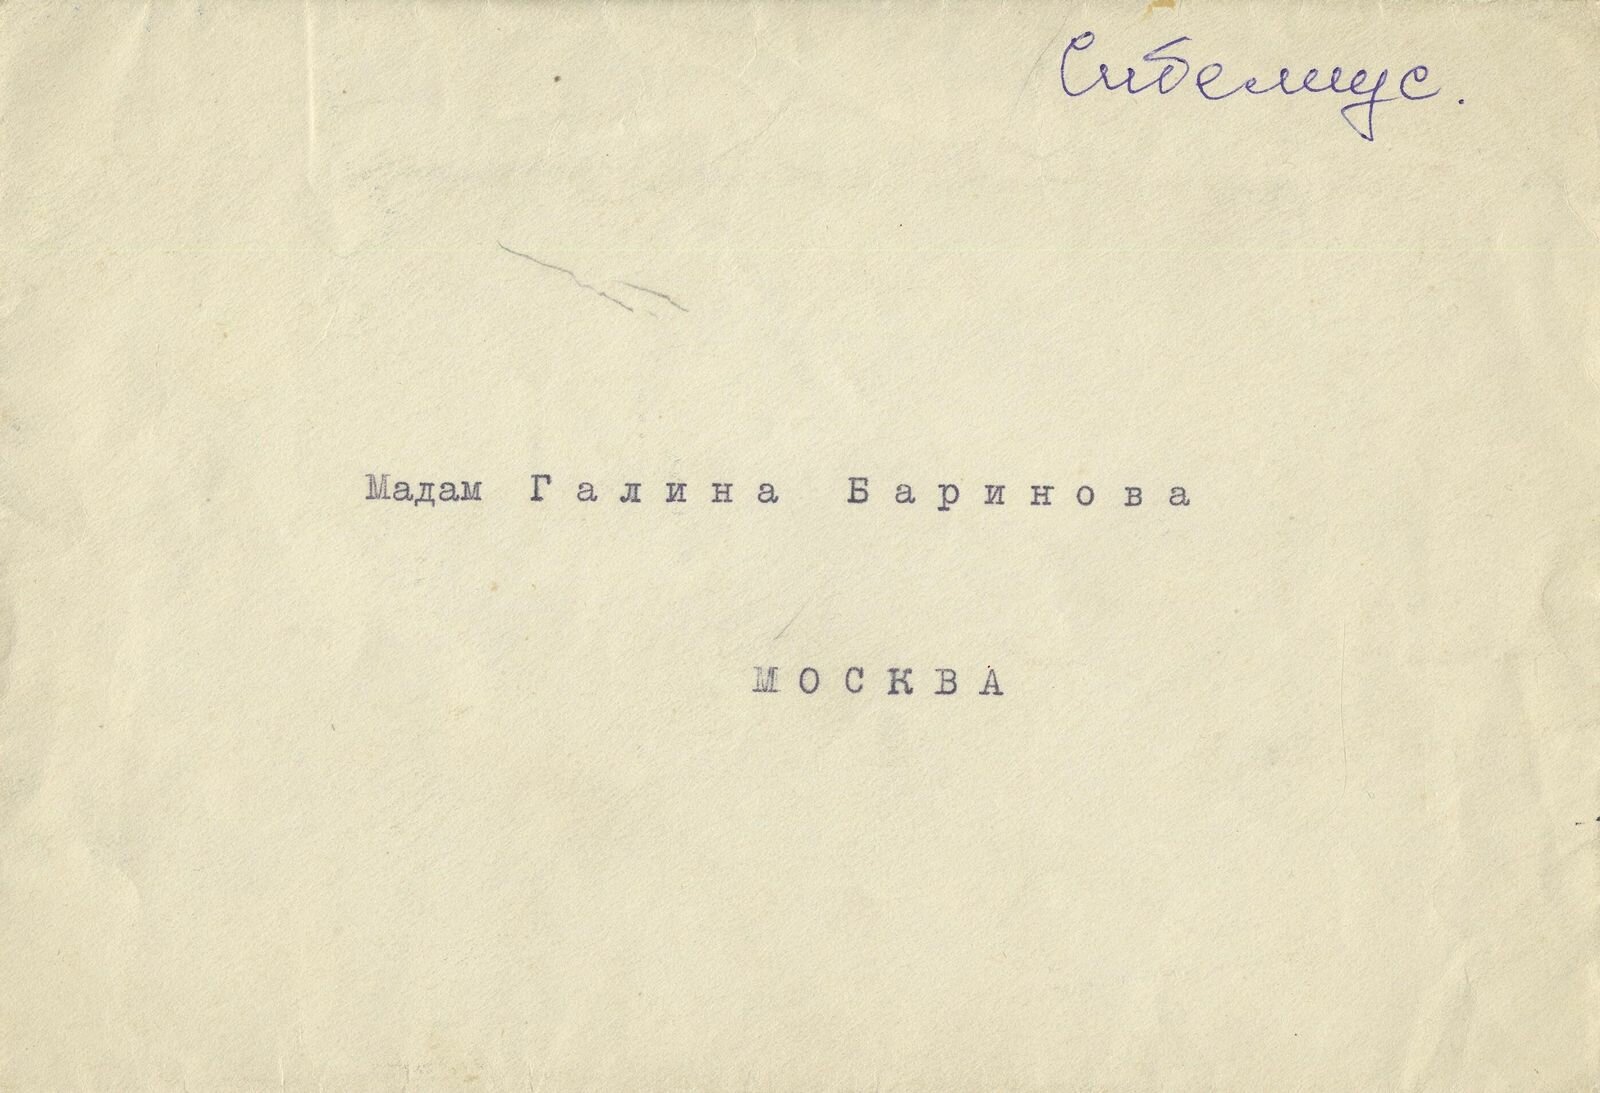 Сибелиус.
Мадам Галина Баринова
МОСКВА